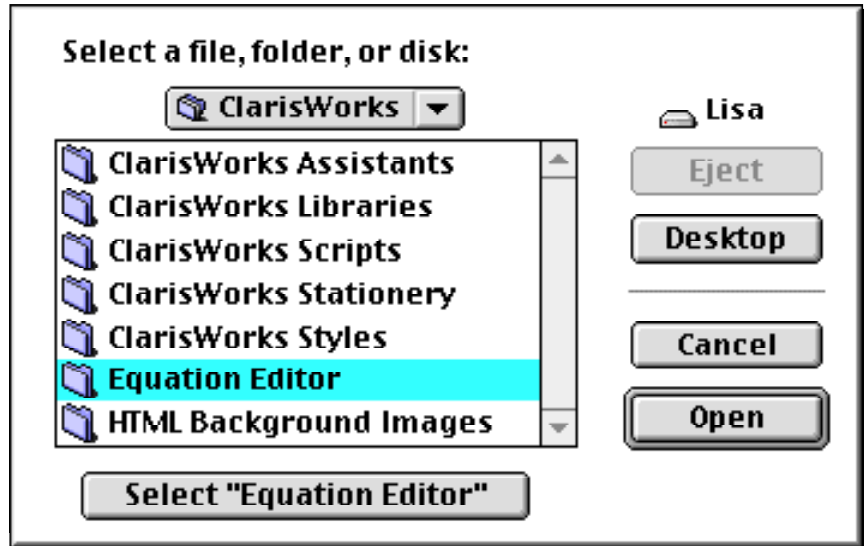 Select a file, folder, or disk:
ClarisWorks
Lisa
ClarisWorks Assistants
ClarisWorks Libraries
ClarisWorks Scripts
ClarisWorks Stationery
ClarisWorks Styles
Equation Editor
HTML Background Images
Eject
Desktop
Cancel
Open
Select "Equation Editor"